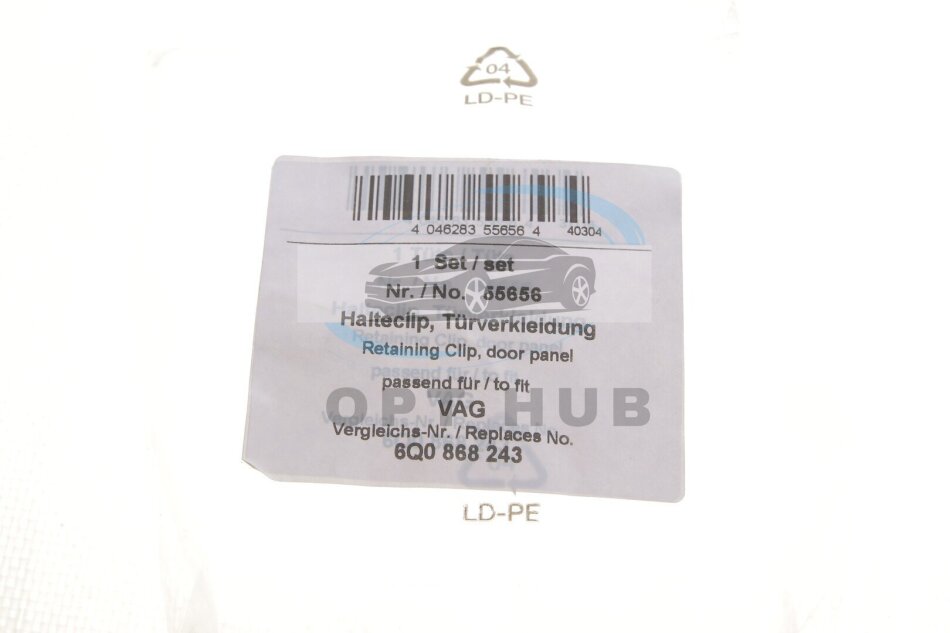 04
LD-PE
4 046283 55656 4 40304
1 Set / set
Nr. / No. 55656
Halteclip, Türverkleidung
Retaining Clip, door panel
passend für / to fit
VAG
OPT HUB
Vergleichs-Nr. / Replaces No.
6Q0 868 243
LD-PE